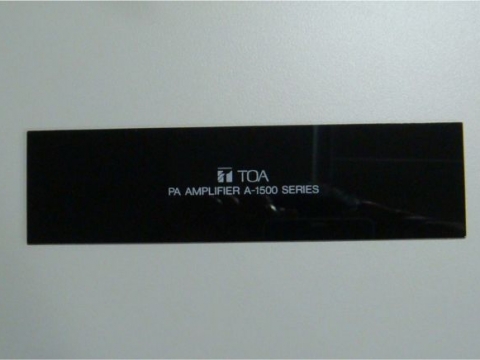 TOA
PA AMPLIFIER A-1500 SERIES